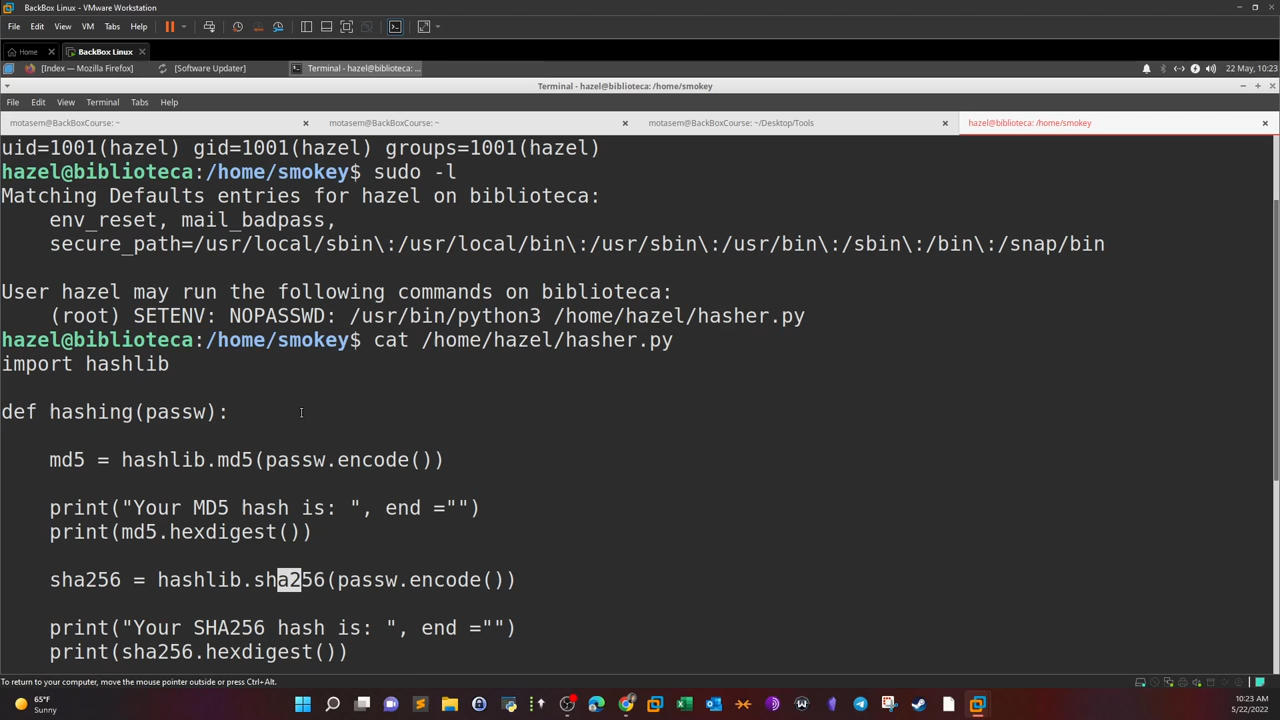 BackBox Linux - VMware Workstation
File Edit View VM Tabs Help
Home BackBox Linux
[Index — Mozilla Firefox] [Software Updater] Terminal - hazel@biblioteca: ... 22 May, 10:23
Terminal - hazel@biblioteca: /home/smokey
File Edit View Terminal Tabs Help
motasem@BackBoxCourse: ~ motasem@BackBoxCourse: ~ motasem@BackBoxCourse: ~/Desktop/Tools hazel@biblioteca: /home/smokey
uid=1001(hazel) gid=1001(hazel) groups=1001(hazel)
hazel@biblioteca:/home/smokey$ sudo -l
Matching Defaults entries for hazel on biblioteca:
    env_reset, mail_badpass,
    secure_path=/usr/local/sbin\:/usr/local/bin\:/usr/sbin\:/usr/bin\:/sbin\:/bin\:/snap/bin
User hazel may run the following commands on biblioteca:
    (root) SETENV: NOPASSWD: /usr/bin/python3 /home/hazel/hasher.py
hazel@biblioteca:/home/smokey$ cat /home/hazel/hasher.py
import hashlib
def hashing(passw):
    md5 = hashlib.md5(passw.encode())
    print("Your MD5 hash is: ", end ="")
    print(md5.hexdigest())
    sha256 = hashlib.sha256(passw.encode())
    print("Your SHA256 hash is: ", end ="")
    print(sha256.hexdigest())
To return to your computer, move the mouse pointer outside or press Ctrl+Alt.
65°F
Sunny
10:23 AM
5/22/2022